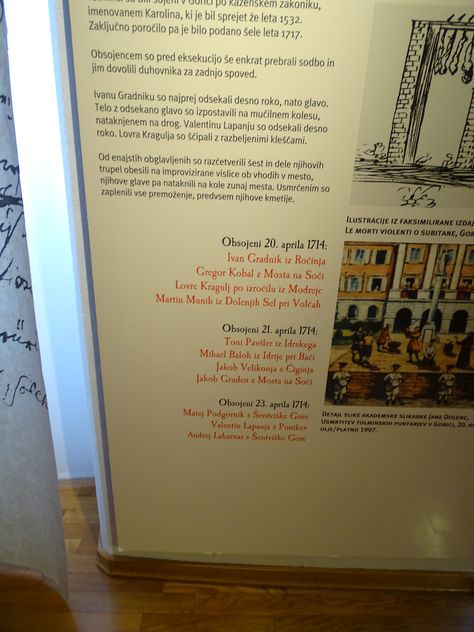 bili sojeni v Gorici po kazenskem zakoniku,
imenovanem Karolina, ki je bil sprejet že leta 1532.
Zaključno poročilo pa je bilo podano šele leta 1717.
Obsojencem so pred eksekucijo še enkrat prebrali sodbo in
jim dovolili duhovnika za zadnjo spoved.
Ivanu Gradniku so najprej odsekali desno roko, nato glavo.
Telo z odsekano glavo so izpostavili na mučilnem kolesu,
nataknjenem na drog. Valentinu Lapanju so odsekali desno
roko. Lovra Kragulja so ščipali z razbeljenimi kleščami.
Od enajstih obglavljenih so razčetverili šest in dele njihovih
trupel obesili na improvizirane vislice ob vhodih v mesto,
njihove glave pa nataknili na kole zunaj mesta. Usmrčenim so
zaplenili vse premoženje, predvsem njihove kmetije.
Obsojeni 20. aprila 1714:
Ivan Gradnik iz Ročinja
Gregor Kobal z Mosta na Soči
Lovre Kragulj po izročilu iz Modrejc
Martin Munih iz Dolenjih Sel pri Volčah
Obsojeni 21. aprila 1714:
Toni Pavšler iz Idrskega
Mihael Baloh iz Idrije pri Bači
Jakob Velikonja s Čiginja
Jakob Gruden z Mosta na Soči
Obsojeni 23. aprila 1714:
Matej Podgornik s Šentviške Gore
Valentin Lapanja s Ponikev
Andrej Laharnar s Šentviške Gore
Ilustracije iz faksimilirane izdaj
Le morti violenti o subitane, Gor
Detajl slike akademske slikarke Jane Dolenc,
Usmrtitev tolminskih puntarjev v Gorici, 20. a
olje/platno 1997.